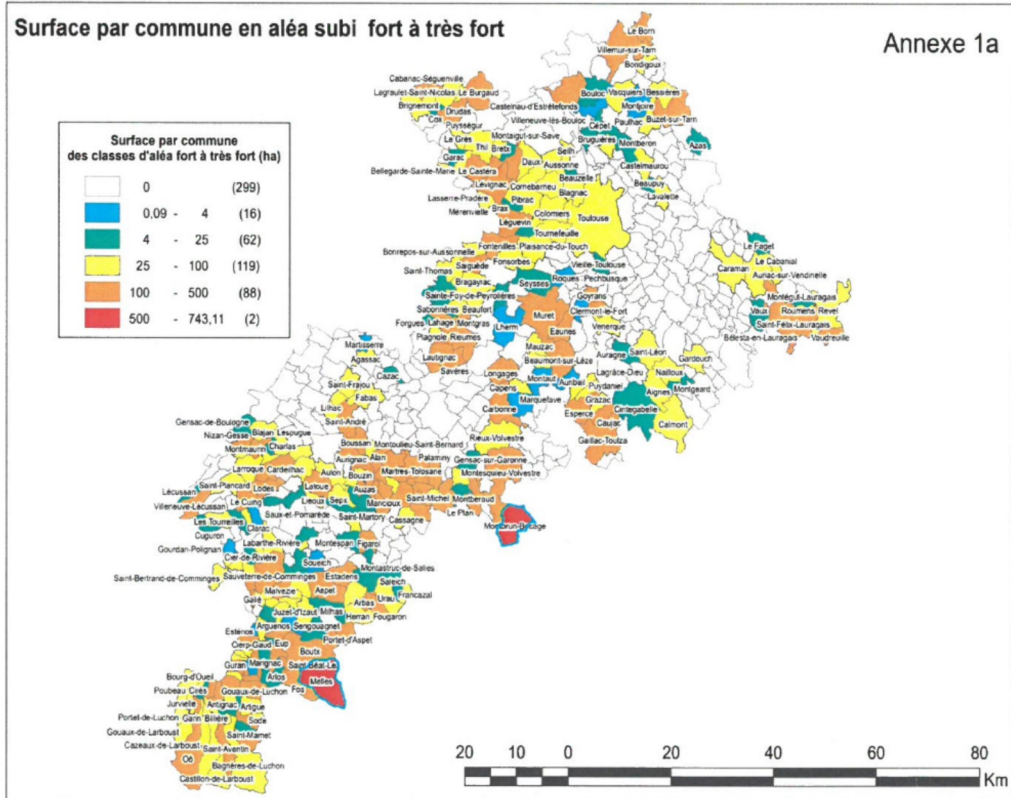 Surface par commune en aléa subi fort à très fort
Annexe 1a
Surface par commune
des classes d'aléa fort à très fort (ha)
0 (299)
0,09 - 4 (16)
4 - 25 (62)
25 - 100 (119)
100 - 500 (88)
500 - 743,11 (2)
Le Born
Villemur-sur-Tarn
Bondigoux
Cabanac-Séguenville
Lagraulet-Saint-Nicolas Le Burgaud
Bouloc Vacquiers Bessières
Brignemont
Castelnau-d'Estrétefonds
Montjoire
Drudas
Cox
Villeneuve-lès-Bouloc Paulhac Buzet-sur-Tarn
Puysségur
Gépet
Le Grès Montaigut-sur-Save Bruguières Montberon Azas
Thil Bretx Seilh
Garac Daux Castelmaurou
Aussonne
Bellegarde-Sainte-Marie Le Castéra Beauzelle Beaupuy
Lévignac Cornebarrieu Blagnac Lavalette
Lasserre-Pradère Pibrac
Mérenvielle Brax Colomiers Toulouse
Léguevin
Tournefeuille
Bonrepos-sur-Aussonnelle Fontenilles Plaisance-du-Touch Le Faget
Saiguède Fonsorbes Vieille-Toulouse Le Cabanial
Saint-Thomas Caraman
Bragayrac Roques Pechbusque Auriac-sur-Vendinelle
Seysses
Sainte-Foy-de-Peyrolières Goyrans Montégut-Lauragais
Sabonnères Beaufort Muret Clermont-le-Fort Vaux Roumens Revel
Forgues Lahage Montgras Lherm Saint-Félix-Lauragais
Plagnole Rieumes Eaunes Venerque Bélesta-en-Lauragais Vaudreuille
Martisserre Mauzac Auragne Saint-Léon
Agassac Lautignac Beaumont-sur-Lèze Gardouch
Cazac Savères Lagrâce-Dieu Nailloux
Longages Montaut Auribail Puydaniel Aignes Montgeard
Saint-Frajou Capens
Fabas Marquefave Grazac Cintegabelle
Lilhac Carbonne Esperce
Saint-André Caujac Calmont
Gensac-de-Boulogne Gaillac-Toulza
Blajan Lespugue Rieux-Volvestre
Nizan-Gesse Boussan Montoulieu-Saint-Bernard
Charlas
Montmaurin Aurignac Alan Palaminy Gensac-sur-Garonne
Larroque Cardeilhac Aulon Bouzin Martres-Tolosane Montesquieu-Volvestre
Saint-Plancard Latoue Auzas
Lécussan Lodes Saint-Michel Montberaud
Le Cuing Lieoux Sepx Mancioux
Villeneuve-Lécussan Le Plan
Saux-et-Pomarède Saint-Martory Cassagne
Les Tourreilles Clarac Montbrun-Bocage
Cuguron Labarthe-Rivière Montespan Figarol
Gourdan-Polignan Soueich Montastruc-de-Salies
Cier-de-Rivière
Saint-Bertrand-de-Comminges Sauveterre-de-Comminges Estadens Saleich
Malvezie Aspet Urau Francazal
Galié Arbas
Juzet-d'Izaut Milhas Herran Fougaron
Arguenos Sengouagnet
Esténos Portet-d'Aspet
Cierp-Gaud Eup
Boutx
Guran Marignac Saint-Béat-Le
Bourg-d'Oueil Arlos Melles
Poubeau Cirès Gouaux-de-Luchon Fos
Antignac Artigue
Jurvielle
Portet-de-Luchon Garin Billière Sode
Gouaux-de-Larboust Saint-Mamet
Cazeaux-de-Larboust Saint-Aventin
Oô Bagnères-de-Luchon
Castillon-de-Larboust
20 10 0 20 40 60 80
Km